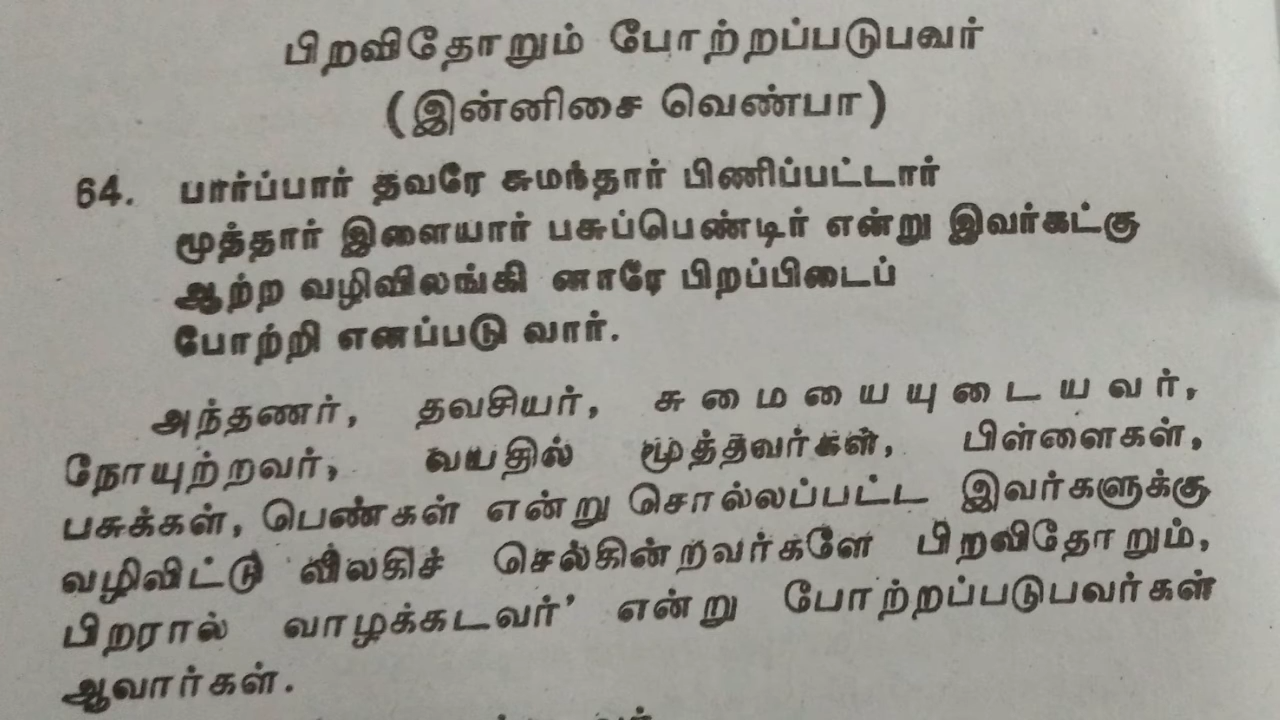 பிறவிதோறும் போற்றப்படுபவர்
(இன்னிசை வெண்பா)
64. பார்ப்பார் தவரே சுமந்தார் பிணிப்பட்டார்
மூத்தார் இளையார் பசுப்பெண்டிர் என்று இவர்கட்கு
ஆற்ற வழிவிலங்கி னாரே பிறப்பிடைப்
போற்றி எனப்படு வார்.
அந்தணர், தவசியர், சுமையையுடையவர்,
நோயுற்றவர், வயதில் மூத்தவர்கள், பிள்ளைகள்,
பசுக்கள், பெண்கள் என்று சொல்லப்பட்ட இவர்களுக்கு
வழிவிட்டு விலகிச் செல்கின்றவர்களே பிறவிதோறும்,
பிறரால் வாழக்கடவர்' என்று போற்றப்படுபவர்கள்
ஆவார்கள்.